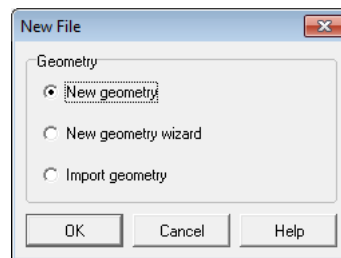 New File
Geometry
New geometry
New geometry wizard
Import geometry
OK Cancel Help